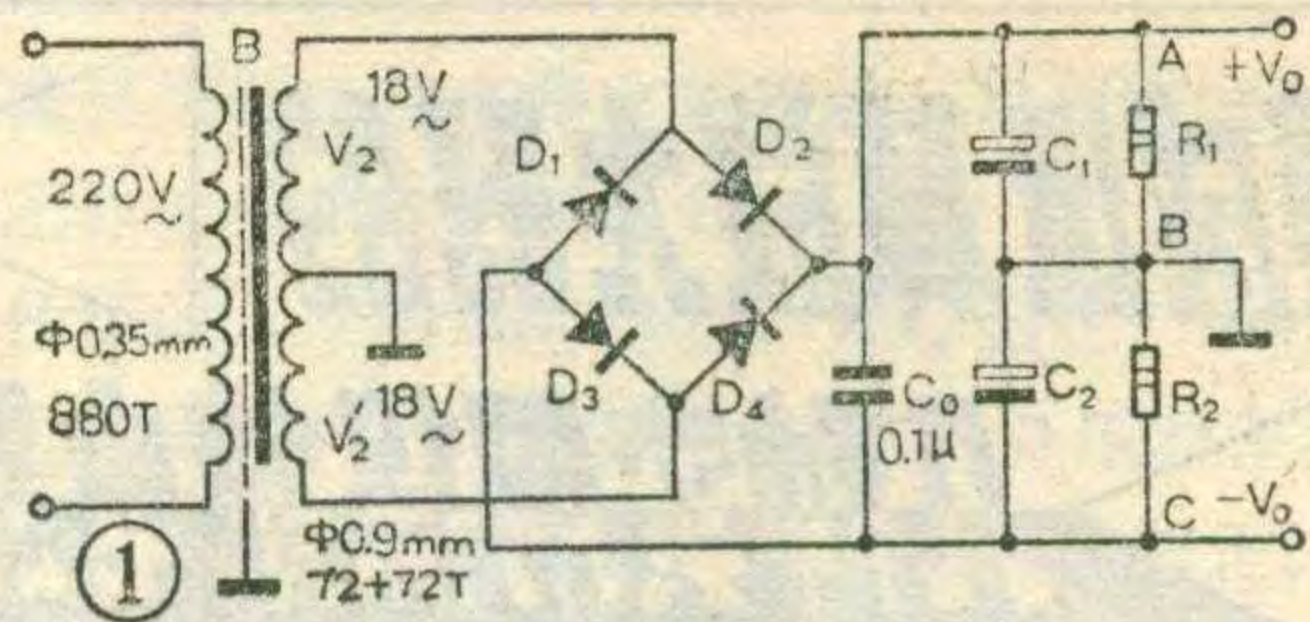 B
18V
~
V₂
220V
~
Φ0.35mm
880T
V₂'
18V
~
Φ0.9mm
72+72T
D₁
D₂
D₃
D₄
C₀
0.1μ
C₁
C₂
A
+V₀
R₁
B
R₂
C
-V₀
1